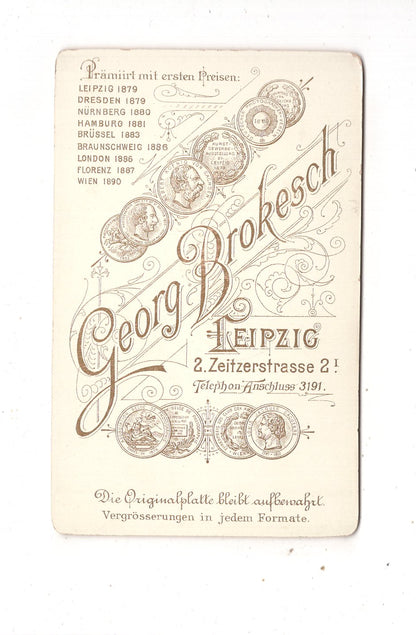 Prämiirt mit ersten Preisen:
LEIPZIG 1879
DRESDEN 1879
NÜRNBERG 1880
HAMBURG 1881
BRÜSSEL 1883
BRAUNSCHWEIG 1886
LONDON 1886
FLORENZ 1887
WIEN 1890
Georg Brokesch
LEIPZIG
2. Zeitzerstrasse 2 I.
Telephon-Anschluss 3191.
Die Originalplatte bleibt aufbewahrt.
Vergrösserungen in jedem Formate.